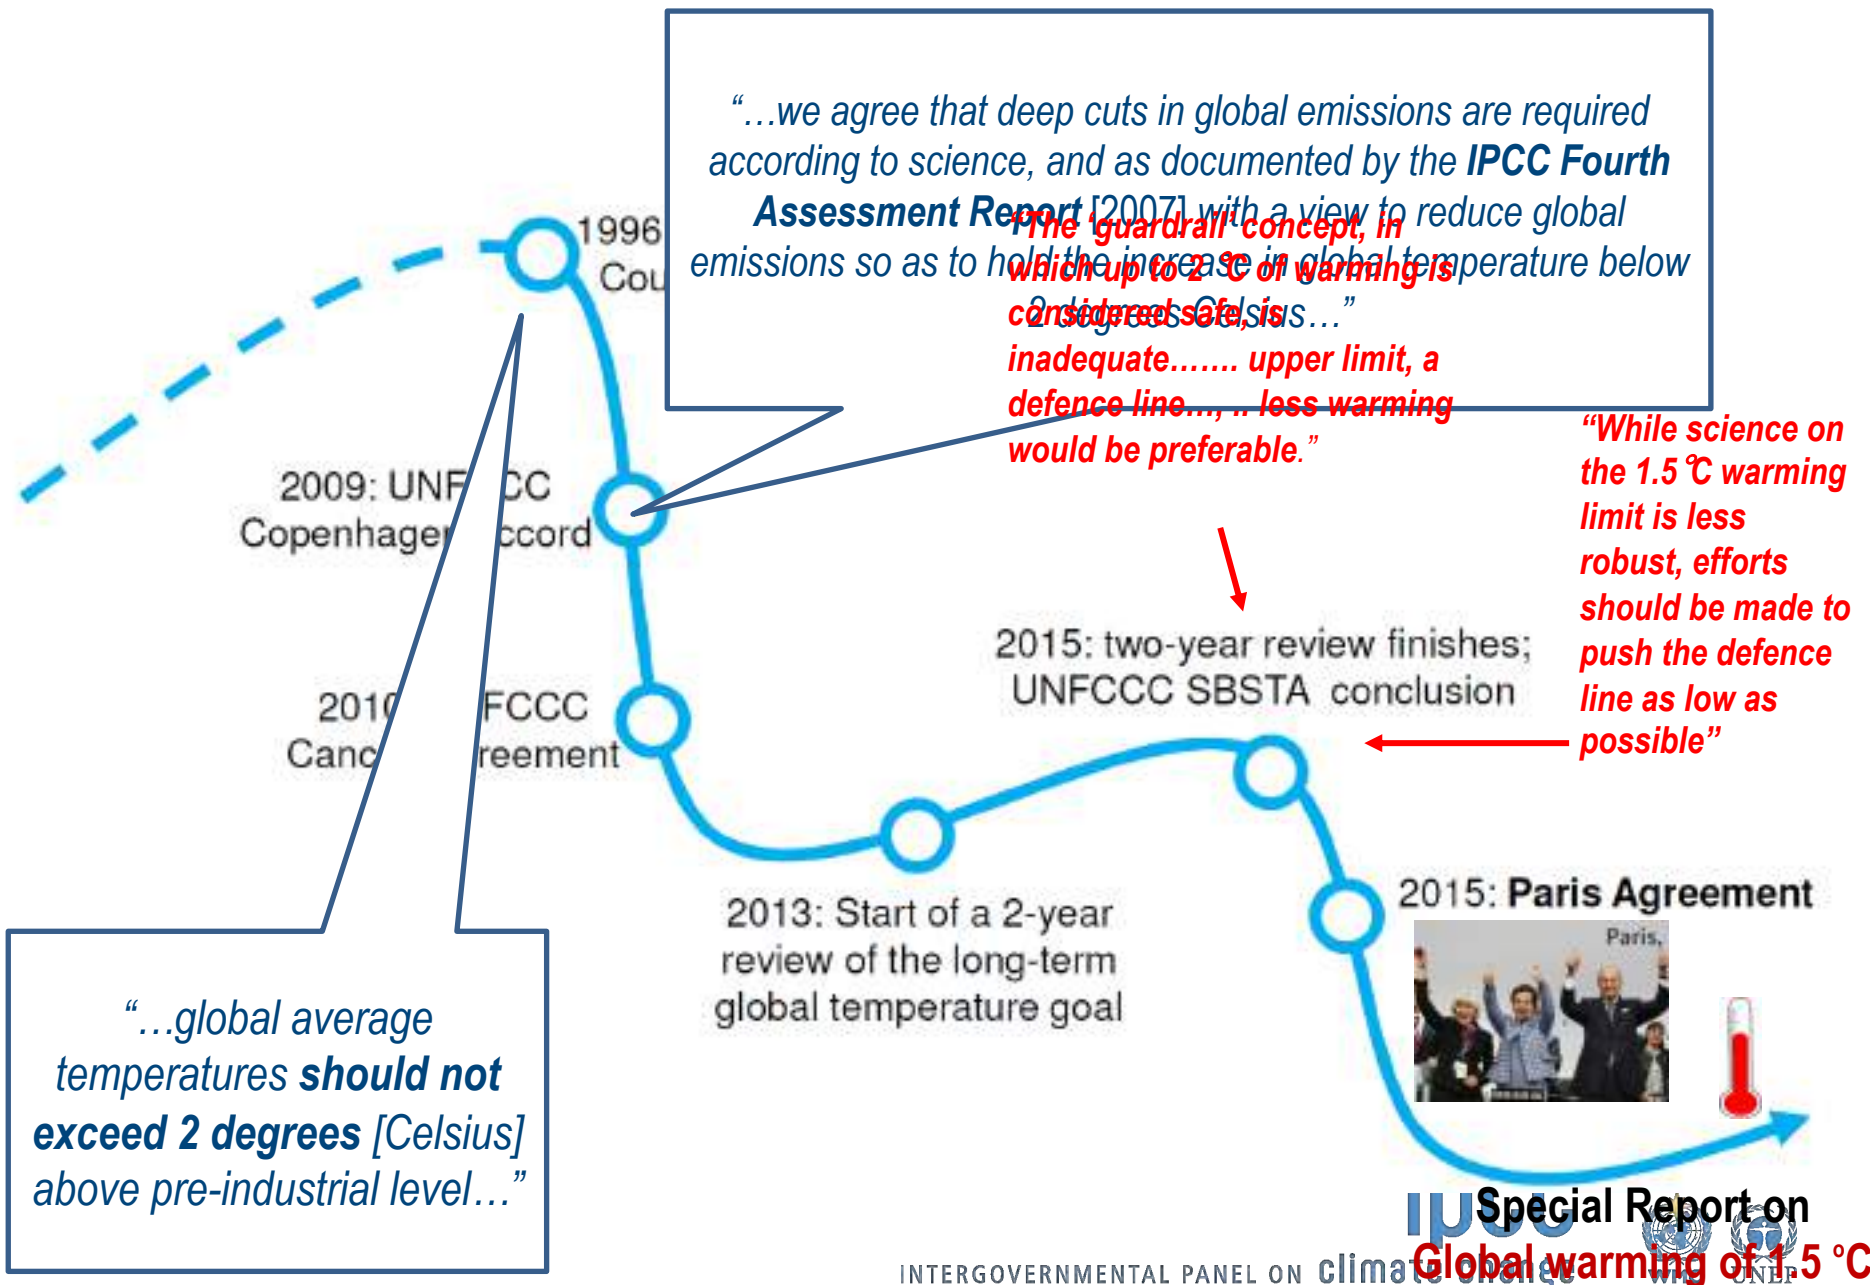 “…we agree that deep cuts in global emissions are required
according to science, and as documented by the IPCC Fourth
Assessment Report [2007] with a view to reduce global
emissions so as to hold the increase in global temperature below
2 degrees Celsius…”
“The ‘guardrail’ concept, in
which up to 2 °C of warming is
considered safe, is
inadequate……. upper limit, a
defence line…, .. less warming
would be preferable.”
“While science on
the 1.5°C warming
limit is less
robust, efforts
should be made to
push the defence
line as low as
possible”
1996
Cou
2009: UNFCCC
Copenhagen Accord
2010 FCCC
Canc reement
2013: Start of a 2-year
review of the long-term
global temperature goal
2015: two-year review finishes;
UNFCCC SBSTA conclusion
2015: Paris Agreement
Paris,
“…global average
temperatures should not
exceed 2 degrees [Celsius]
above pre-industrial level…”
Special Report on
Global warming of 1.5 °C
ipcc
INTERGOVERNMENTAL PANEL ON climate change
WMO
UNEP